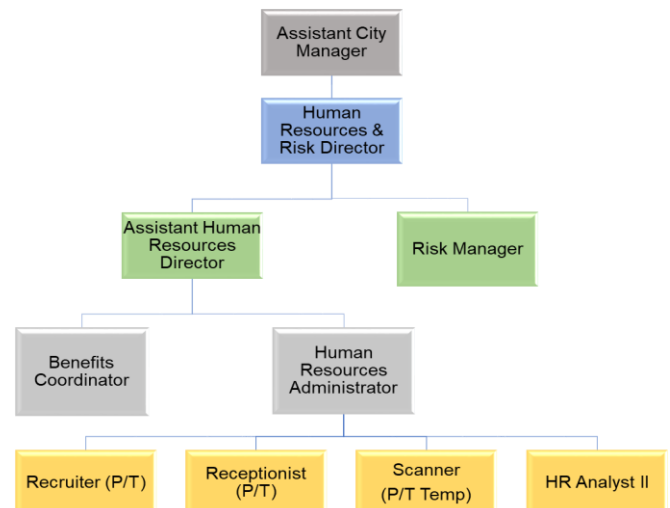 Assistant City
Manager
Human
Resources &
Risk Director
Assistant Human
Resources
Director
Risk Manager
Benefits
Coordinator
Human
Resources
Administrator
Recruiter (P/T)
Receptionist
(P/T)
Scanner
(P/T Temp)
HR Analyst II